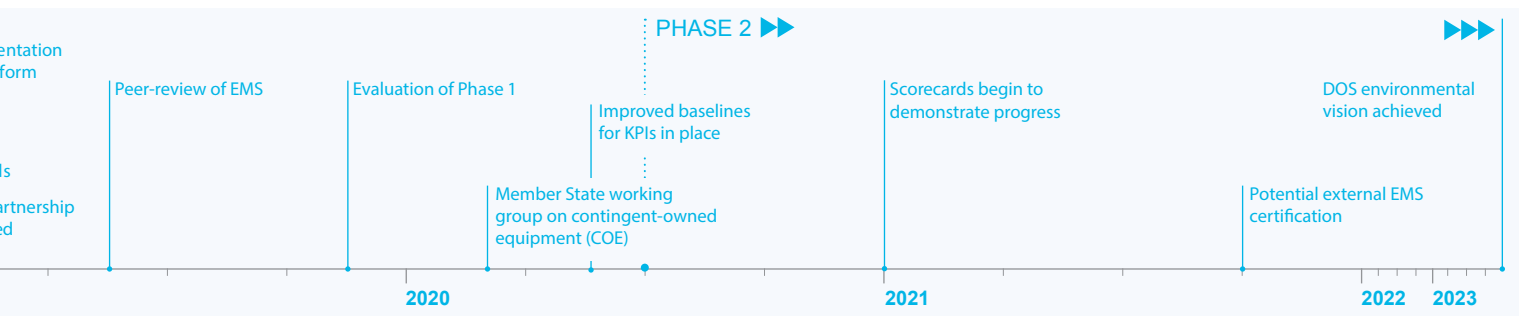 PHASE 2
entation
form
Peer-review of EMS
Evaluation of Phase 1
Scorecards begin to
demonstrate progress
DOS environmental
vision achieved
Improved baselines
for KPIs in place
ls
artnership
ed
Member State working
group on contingent-owned
equipment (COE)
Potential external EMS
certification
2020
2021
2022
2023